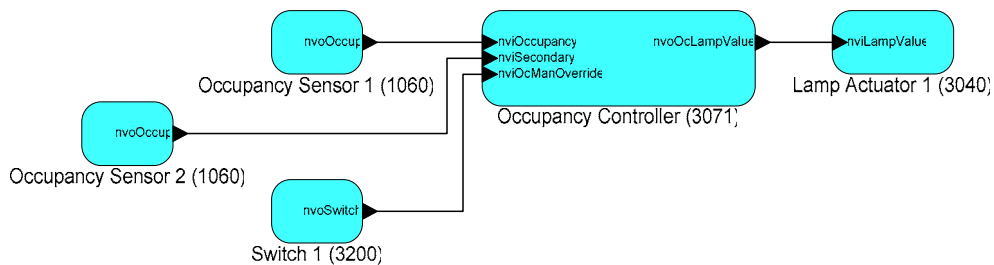 nvoOccup
Occupancy Sensor 1 (1060)
nviOccupancy
nviSecondary
nviOcManOverride
nvoOcLampValue
Occupancy Controller (3071)
nviLampValue
Lamp Actuator 1 (3040)
nvoOccup
Occupancy Sensor 2 (1060)
nvoSwitch
Switch 1 (3200)